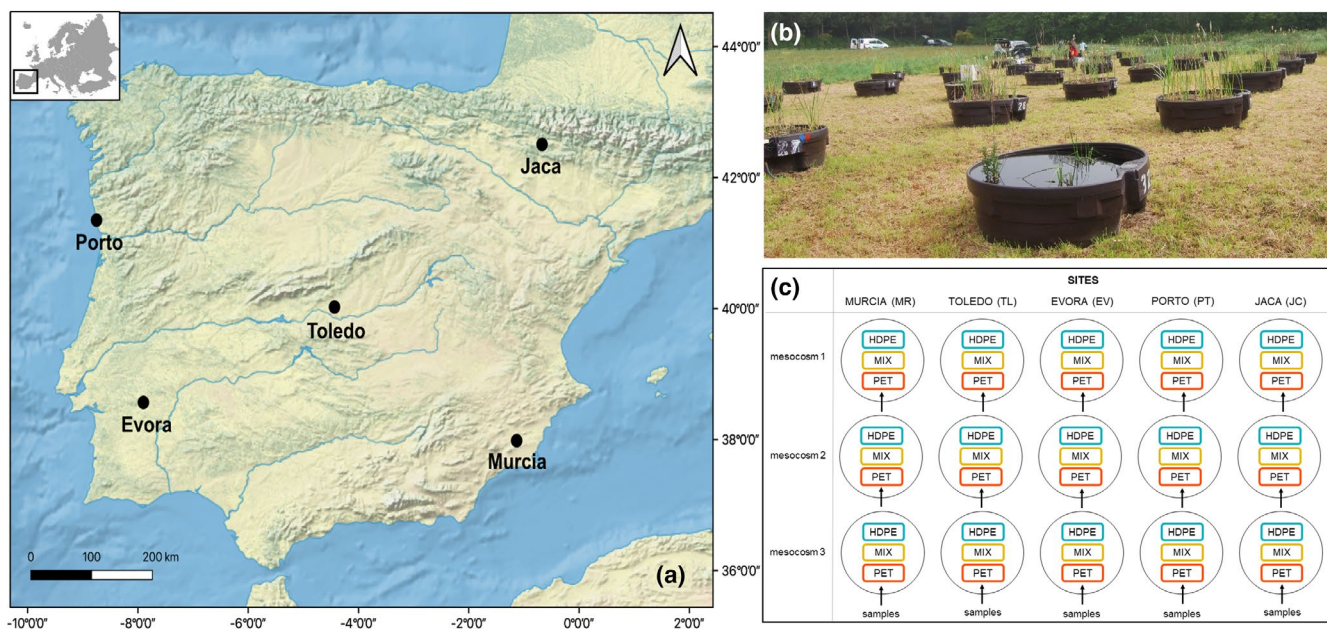 44°0'0"
42°0'0"
40°0'0"
38°0'0"
36°0'0"
Jaca
Porto
Toledo
Evora
Murcia
0 100 200 km
(a)
-10°0'0" -8°0'0" -6°0'0" -4°0'0" -2°0'0" 0°0'0" 2°0'0"
(b)
(c)
SITES
MURCIA (MR) TOLEDO (TL) EVORA (EV) PORTO (PT) JACA (JC)
mesocosm 1
HDPE HDPE HDPE HDPE HDPE
MIX MIX MIX MIX MIX
PET PET PET PET PET
mesocosm 2
HDPE HDPE HDPE HDPE HDPE
MIX MIX MIX MIX MIX
PET PET PET PET PET
mesocosm 3
HDPE HDPE HDPE HDPE HDPE
MIX MIX MIX MIX MIX
PET PET PET PET PET
samples samples samples samples samples